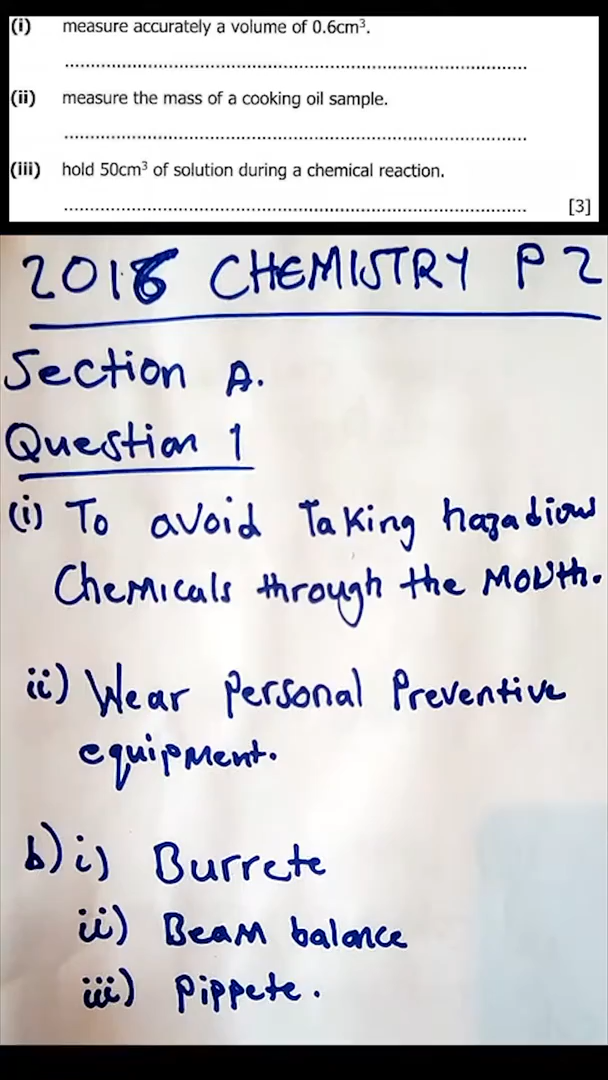 (i) measure accurately a volume of 0.6cm³.
(ii) measure the mass of a cooking oil sample.
(iii) hold 50cm³ of solution during a chemical reaction.
[3]
2016 CHEMISTRY P 2
Section A.
Question 1
(i) To avoid Taking hazadious
Chemicals through the Mouth.
ii) Wear Personal Preventive
equipment.
b) i) Burrete
ii) Beam balance
iii) Pippete.